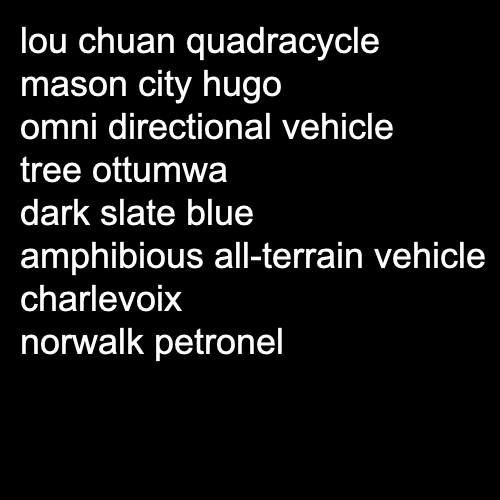 lou chuan quadracycle
mason city hugo
omni directional vehicle
tree ottumwa
dark slate blue
amphibious all-terrain vehicle
charlevoix
norwalk petronel